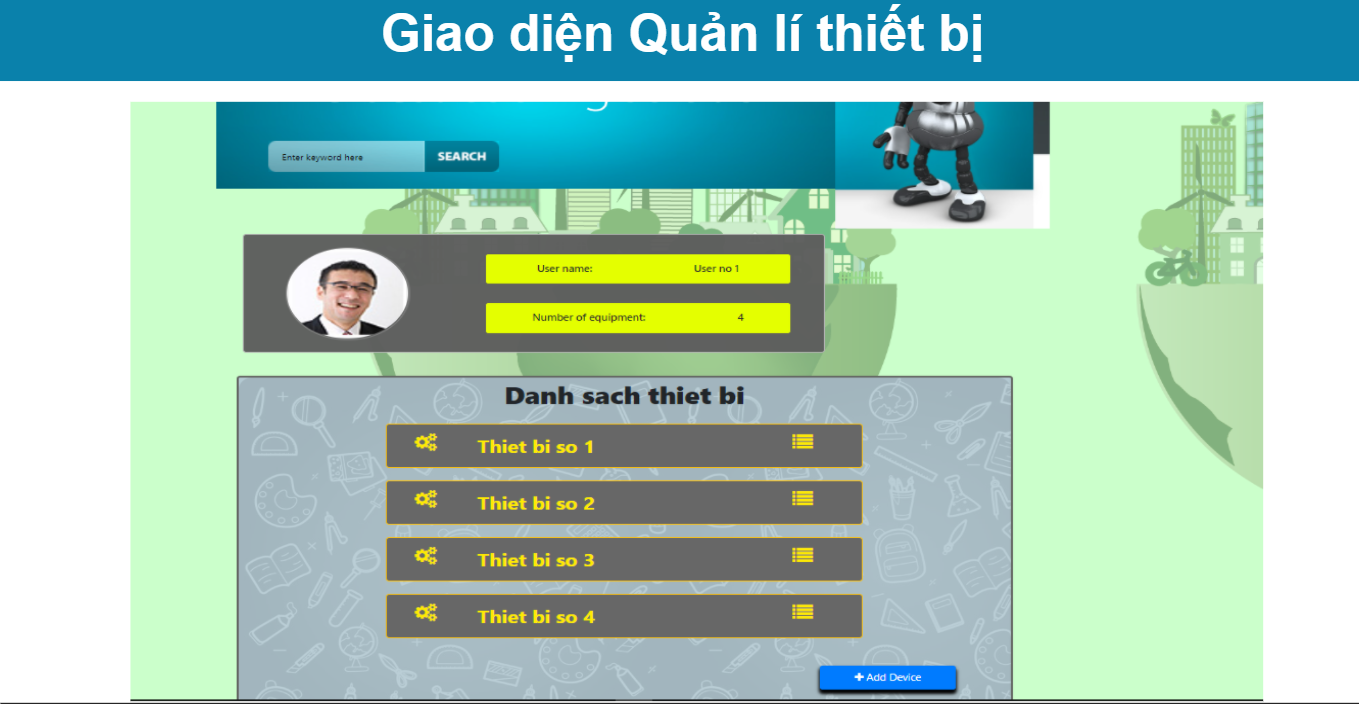 Giao diện Quản lí thiết bị
Enter keyword here SEARCH
User name: User no 1
Number of equipment: 4
Danh sach thiet bi
Thiet bi so 1
Thiet bi so 2
Thiet bi so 3
Thiet bi so 4
Add Device